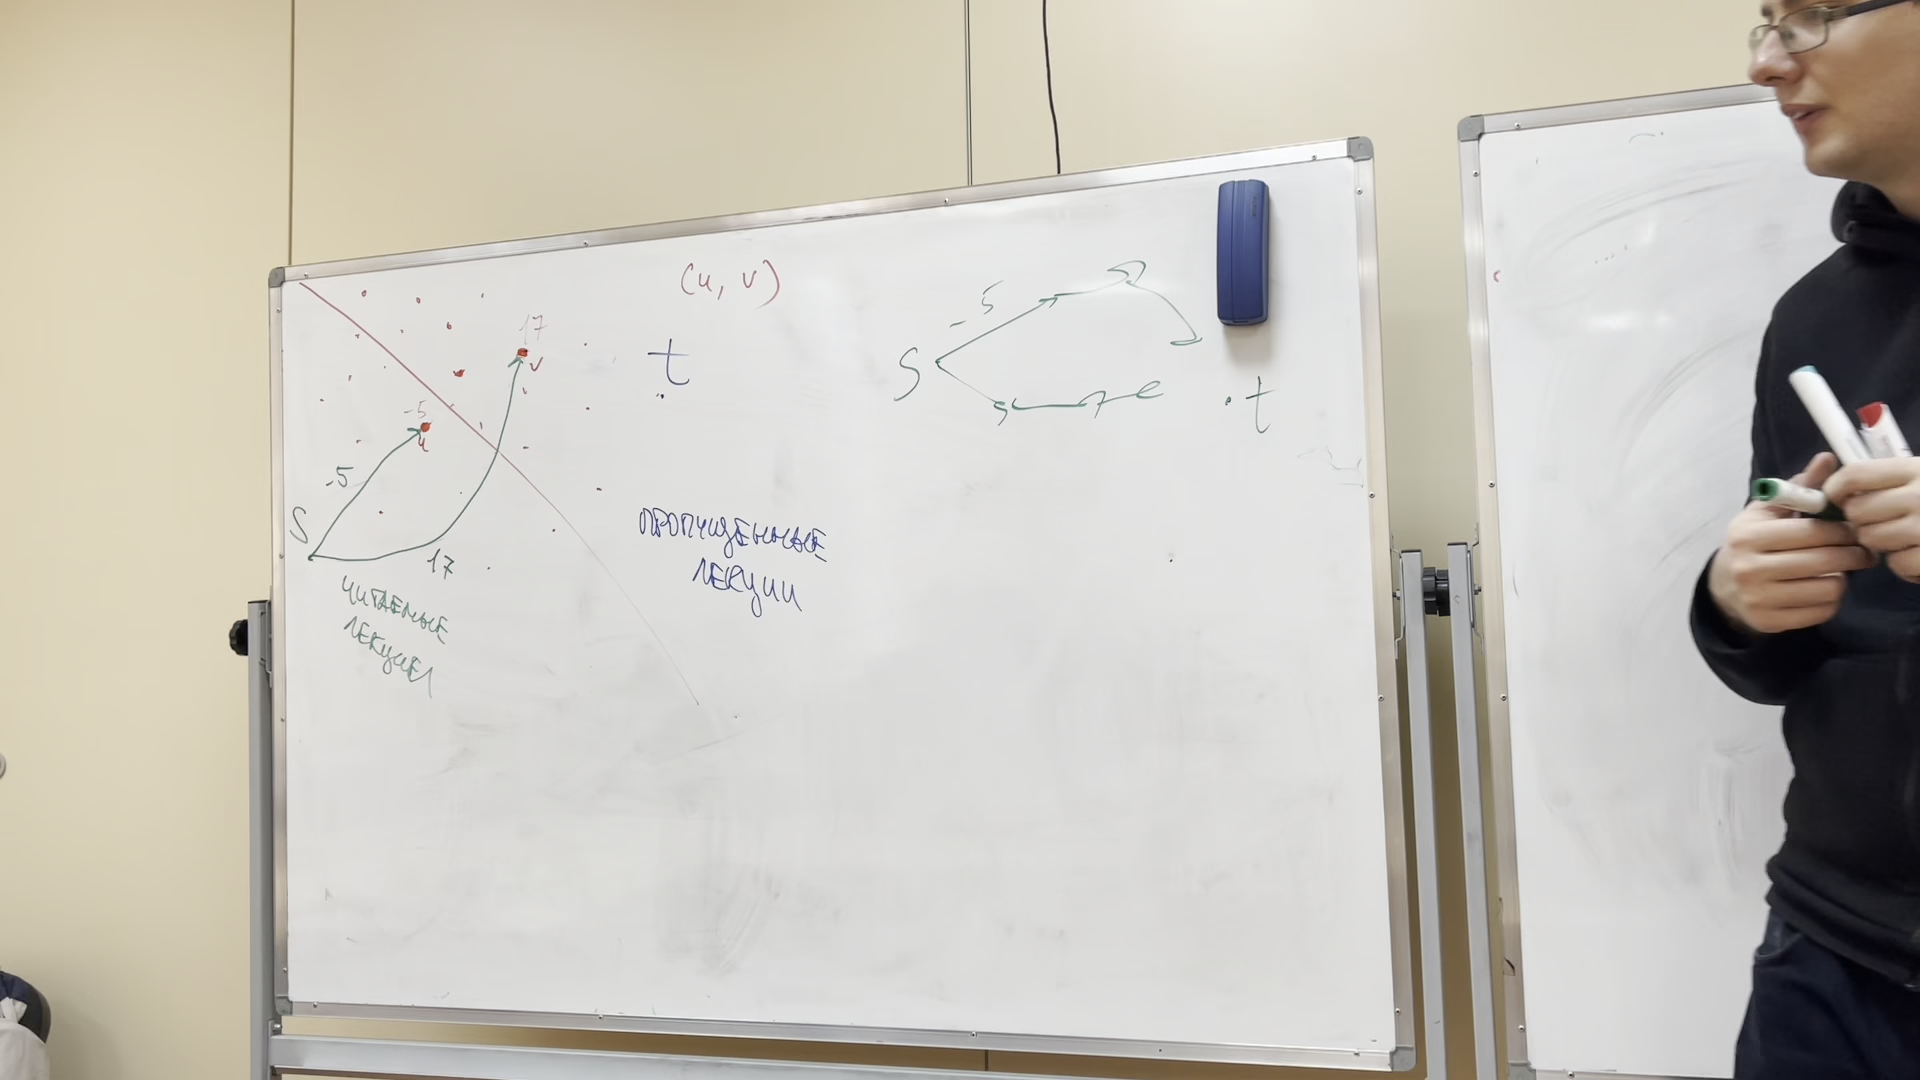 (u, v)
17
v
t
-5
u
-5
S
17
ЧИТАЕМЫЕ
ЛЕКЦИИ
ПРОПУЩЕННЫЕ
ЛЕКЦИИ
-5
S
t